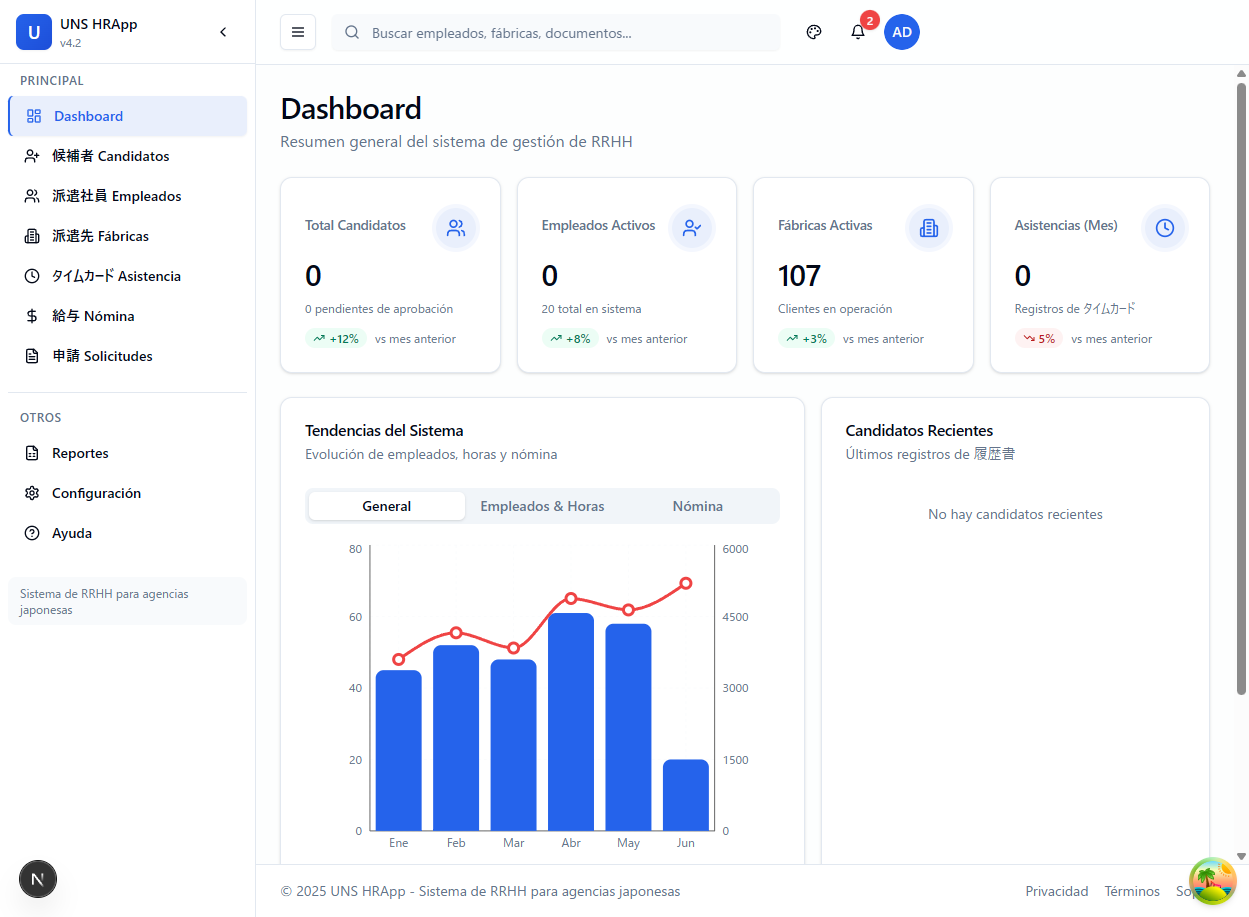 U
UNS HRApp
v4.2
PRINCIPAL
Dashboard
候補者 Candidatos
派遣社員 Empleados
派遣先 Fábricas
タイムカード Asistencia
給与 Nómina
申請 Solicitudes
OTROS
Reportes
Configuración
Ayuda
Sistema de RRHH para agencias
japonesas
N
Buscar empleados, fábricas, documentos...
2
AD
Dashboard
Resumen general del sistema de gestión de RRHH
Total Candidatos
0
0 pendientes de aprobación
+12% vs mes anterior
Empleados Activos
0
20 total en sistema
+8% vs mes anterior
Fábricas Activas
107
Clientes en operación
+3% vs mes anterior
Asistencias (Mes)
0
Registros de タイムカード
5% vs mes anterior
Tendencias del Sistema
Evolución de empleados, horas y nómina
General Empleados & Horas Nómina
80 6000
60 4500
40 3000
20 1500
0 0
Ene Feb Mar Abr May Jun
Candidatos Recientes
Últimos registros de 履歴書
No hay candidatos recientes
© 2025 UNS HRApp - Sistema de RRHH para agencias japonesas
Privacidad Términos